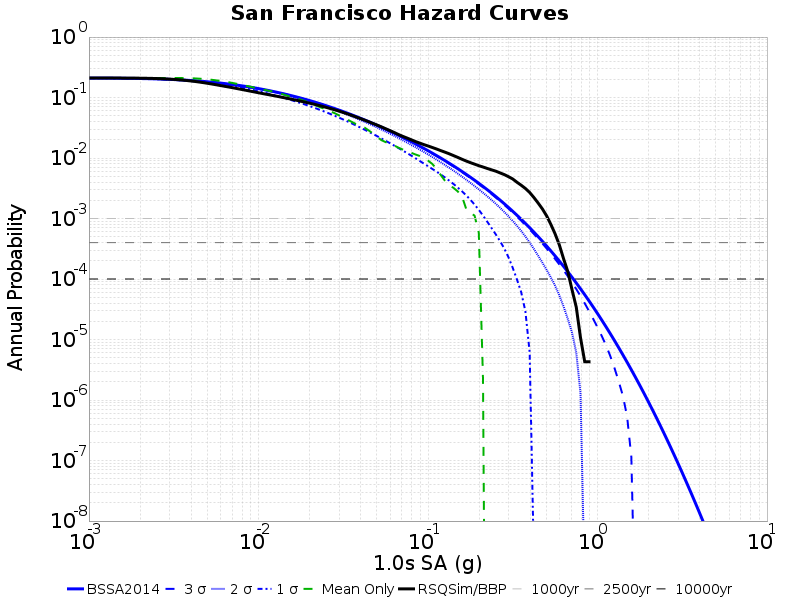 San Francisco Hazard Curves
10^0
10^-1
10^-2
10^-3
10^-4
10^-5
10^-6
10^-7
10^-8
Annual Probability
10^-3 10^-2 10^-1 10^0 10^1
1.0s SA (g)
BSSA2014 3 σ 2 σ 1 σ Mean Only RSQSim/BBP 1000yr 2500yr 10000yr